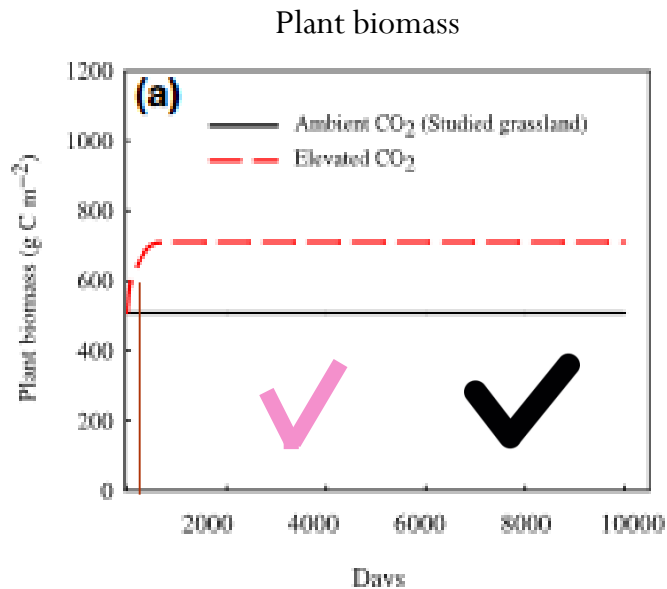 Plant biomass
(a)
Ambient CO2 (Studied grassland)
Elevated CO2
Plant biomass (g C m−2)
1200
1000
800
600
400
200
0
2000 4000 6000 8000 10000
Days